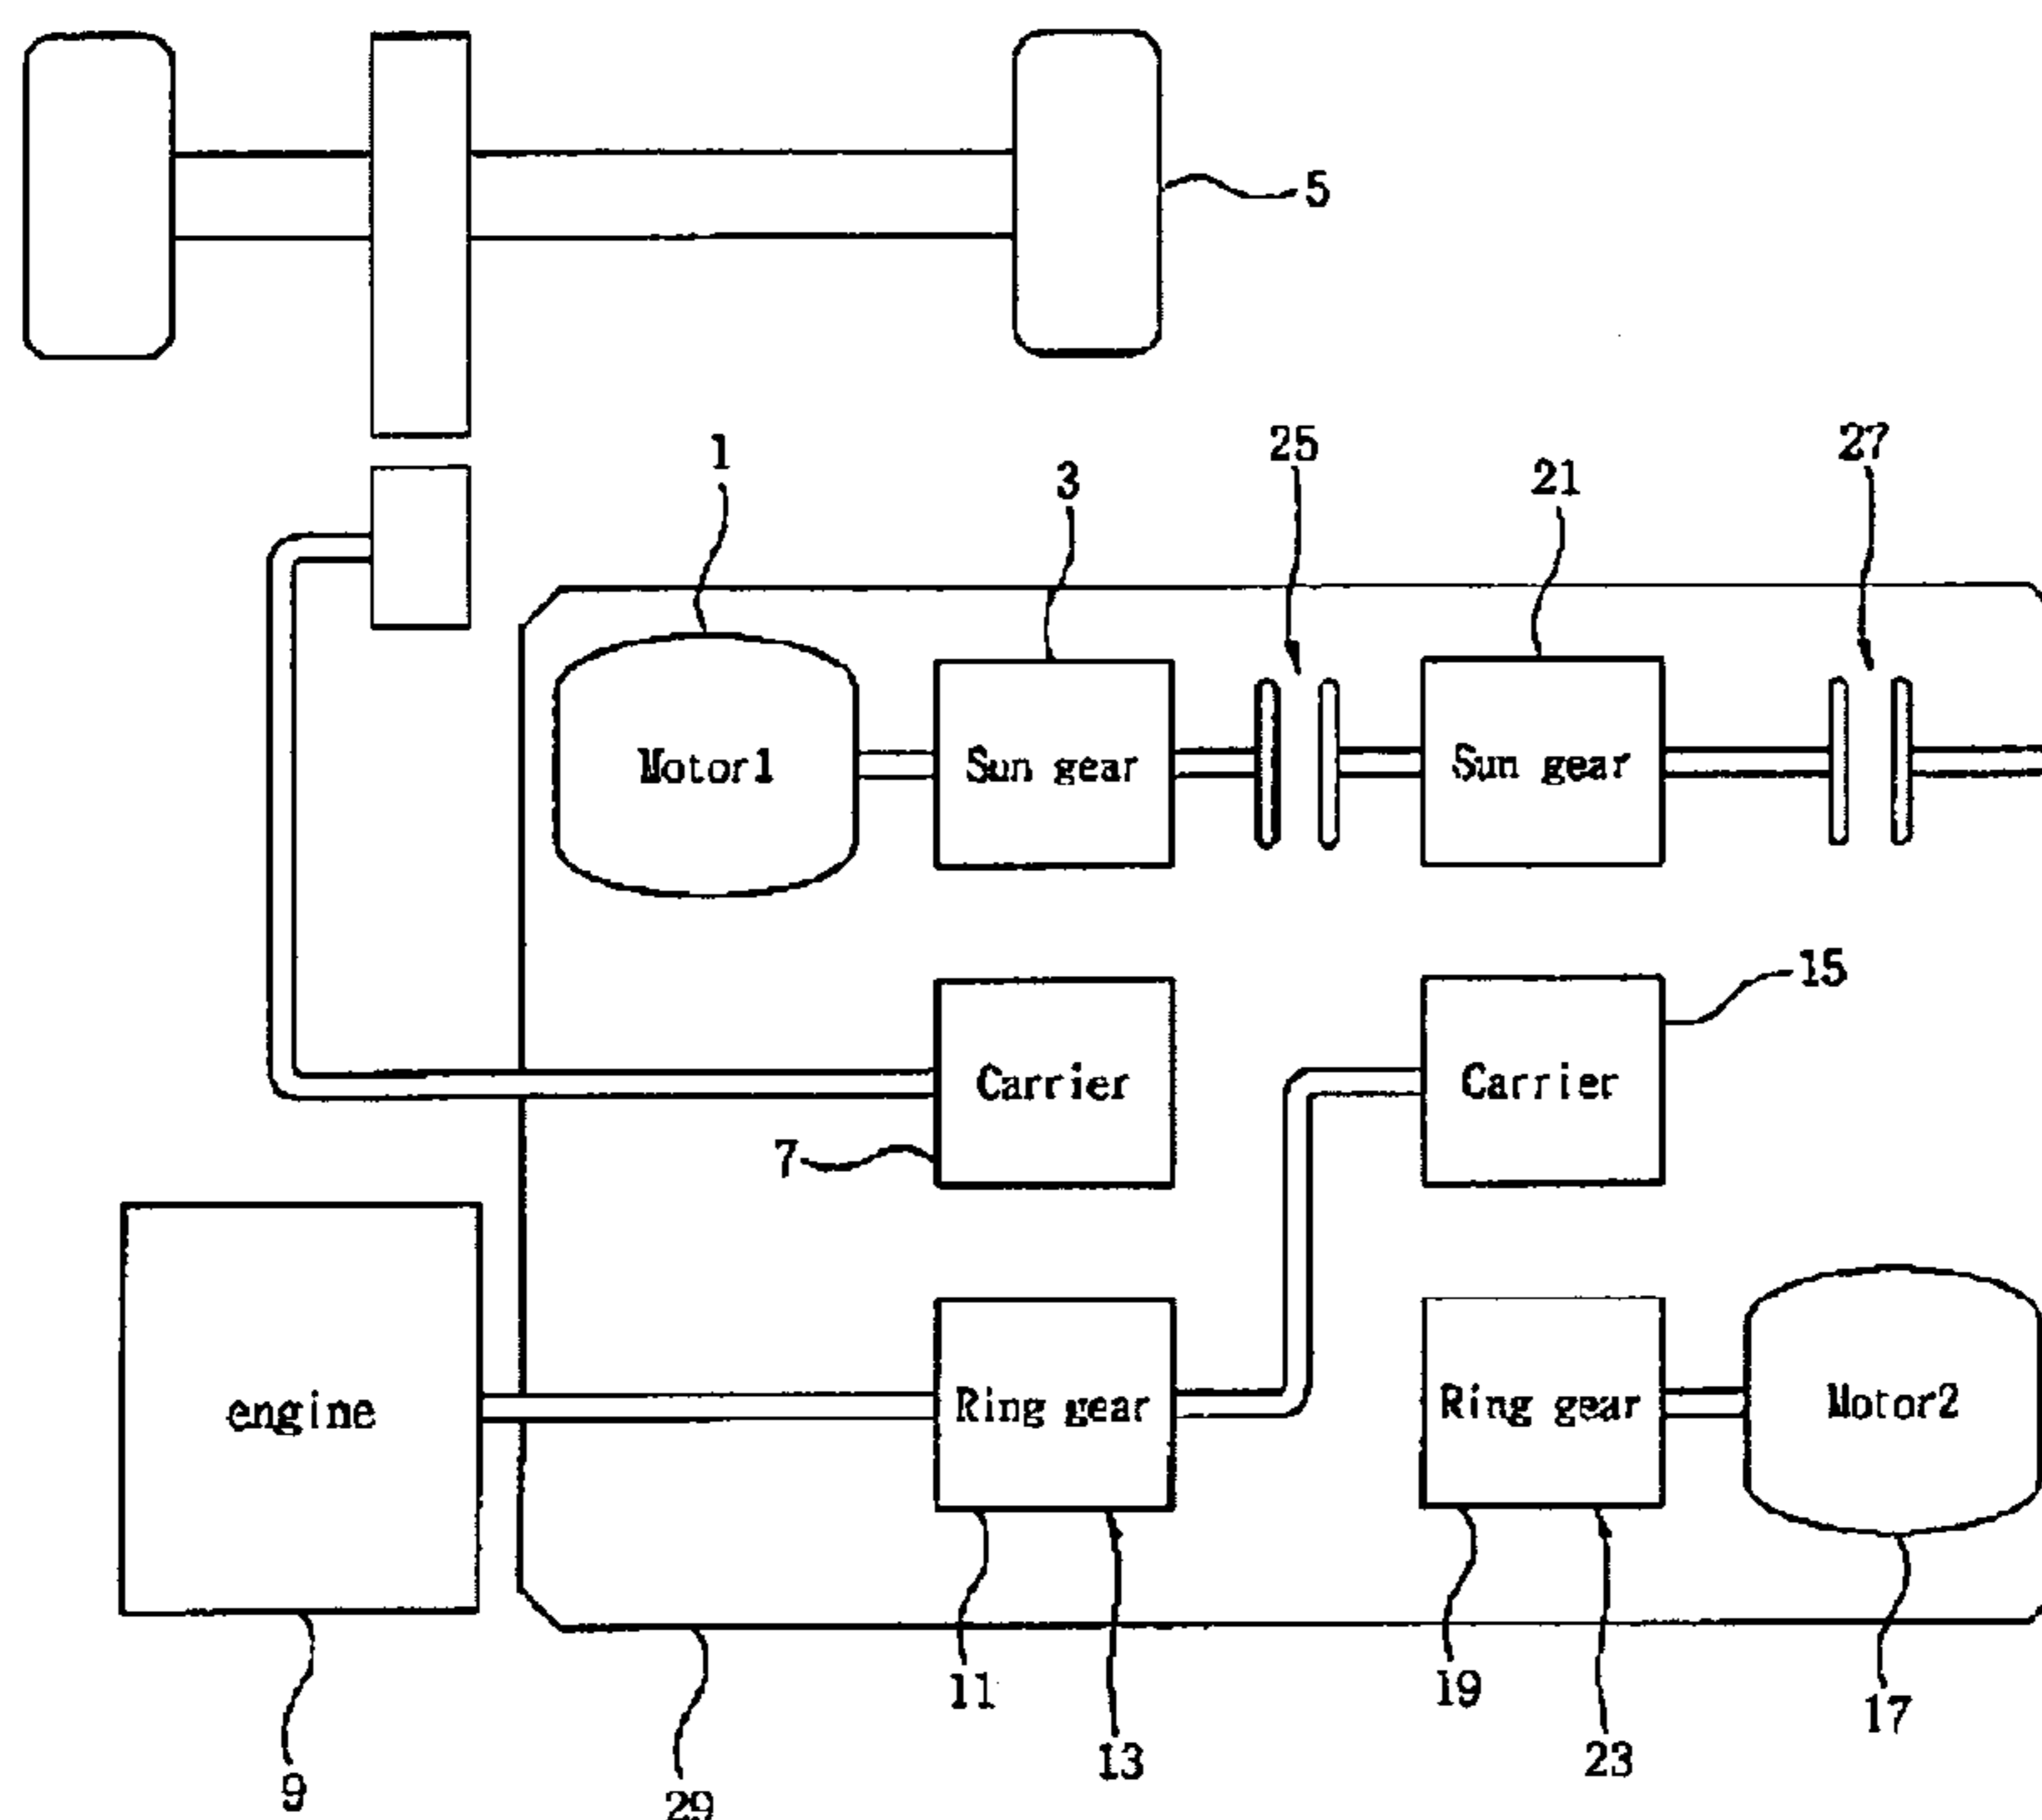 5
1
3
25
21
27
Motor1
Sun gear
Sun gear
15
Carrier
Carrier
7
engine
Ring gear
Ring gear
Motor2
11
19
17
13
23
9
29